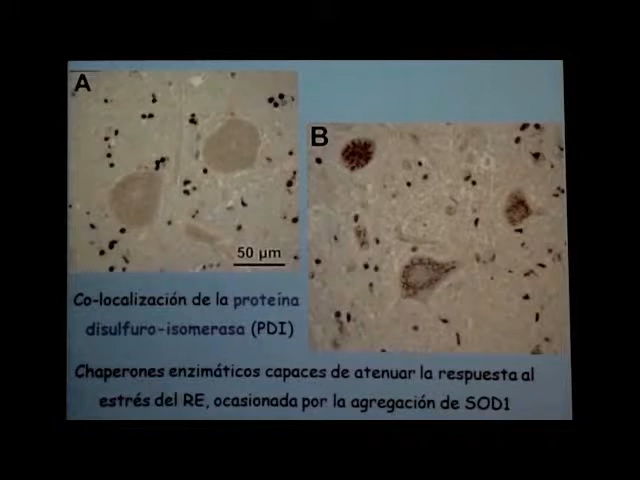 A
B
50 µm
Co-localización de la proteína
disulfuro-isomerasa (PDI)
Chaperones enzimáticos capaces de atenuar la respuesta al
estrés del RE, ocasionada por la agregación de SOD1